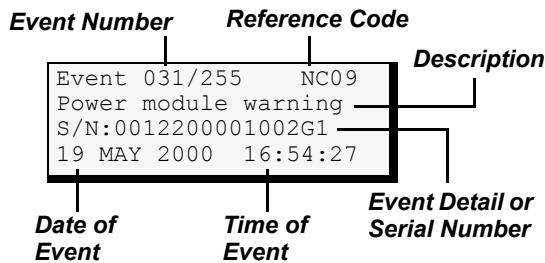 Event Number
Reference Code
Description
Event 031/255 NC09
Power module warning
S/N:0012200001002G1
19 MAY 2000 16:54:27
Date of
Event
Time of
Event
Event Detail or
Serial Number